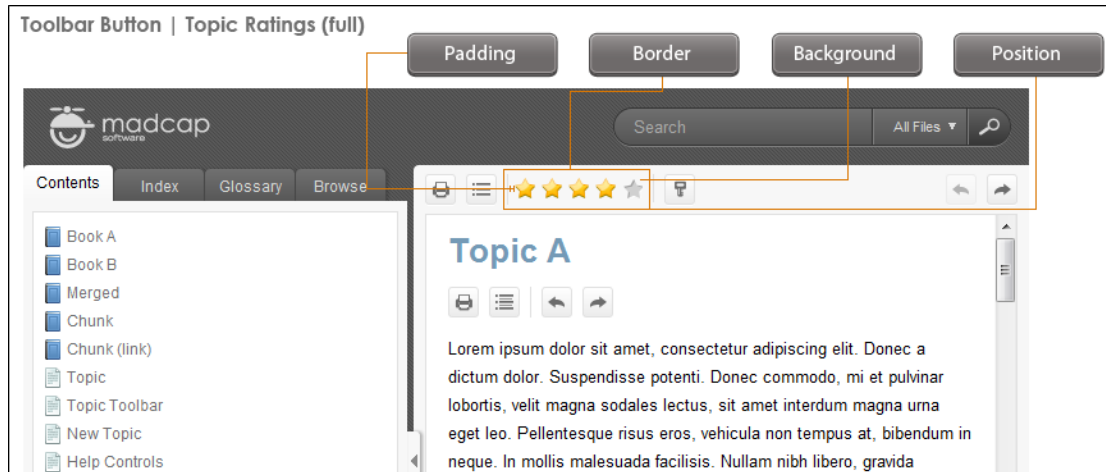 Toolbar Button | Topic Ratings (full)
Padding
Border
Background
Position
madcap
software
Search
All Files
Contents
Index
Glossary
Browse
Book A
Book B
Merged
Chunk
Chunk (link)
Topic
Topic Toolbar
New Topic
Help Controls
Topic A
Lorem ipsum dolor sit amet, consectetur adipiscing elit. Donec a
dictum dolor. Suspendisse potenti. Donec commodo, mi et pulvinar
lobortis, velit magna sodales lectus, sit amet interdum magna urna
eget leo. Pellentesque risus eros, vehicula non tempus at, bibendum in
neque. In mollis malesuada facilisis. Nullam nibh libero, gravida